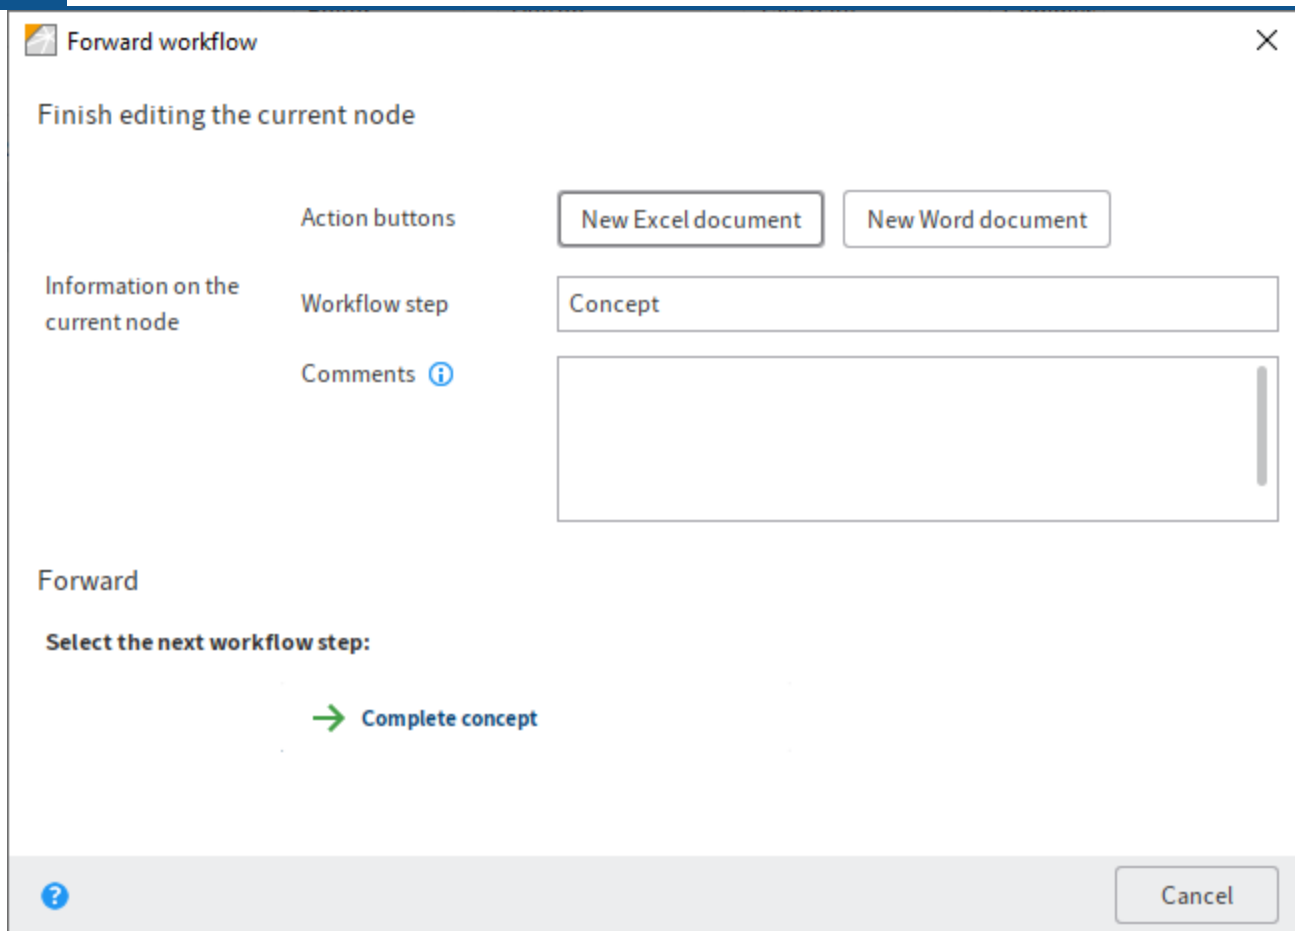 Forward workflow
Finish editing the current node
Action buttons
New Excel document
New Word document
Information on the
current node
Workflow step
Concept
Comments
Forward
Select the next workflow step:
Complete concept
Cancel